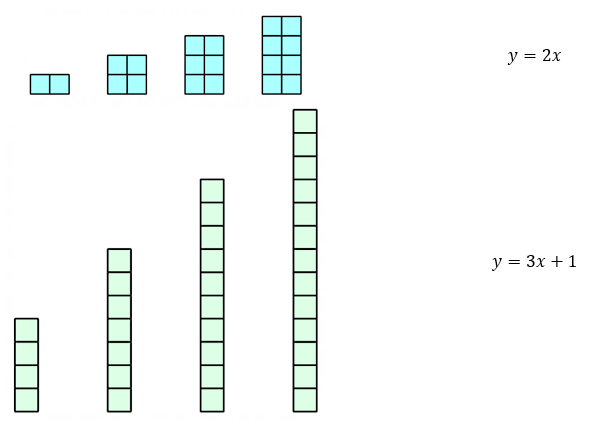 y = 2x
y = 3x + 1